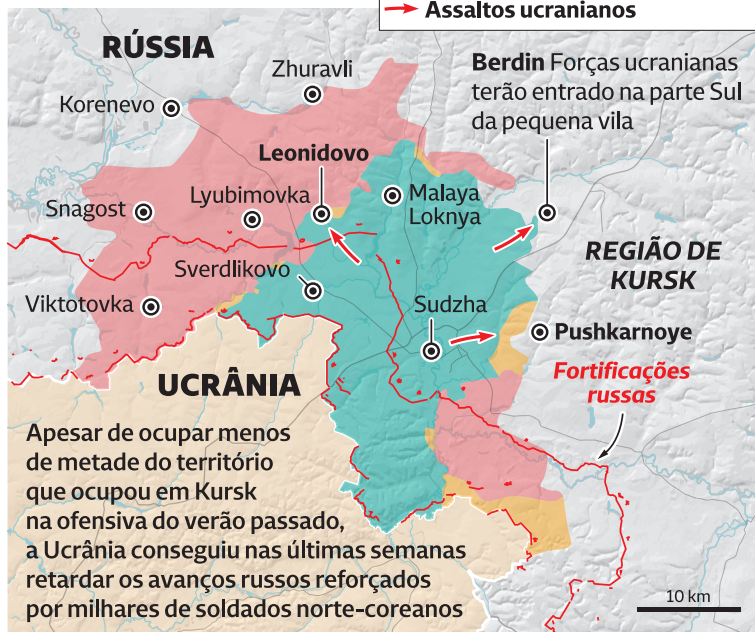 Assaltos ucranianos
RÚSSIA
Zhuravli
Korenevo
Berdin Forças ucranianas
terão entrado na parte Sul
da pequena vila
Leonidovo
Snagost
Lyubimovka
Malaya
Loknya
REGIÃO DE
KURSK
Sverdlikovo
Viktotovka
Sudzha
Pushkarnoye
UCRÂNIA
Fortificações
russas
Apesar de ocupar menos
de metade do território
que ocupou em Kursk
na ofensiva do verão passado,
a Ucrânia conseguiu nas últimas semanas
retardar os avanços russos reforçados
por milhares de soldados norte-coreanos
10 km